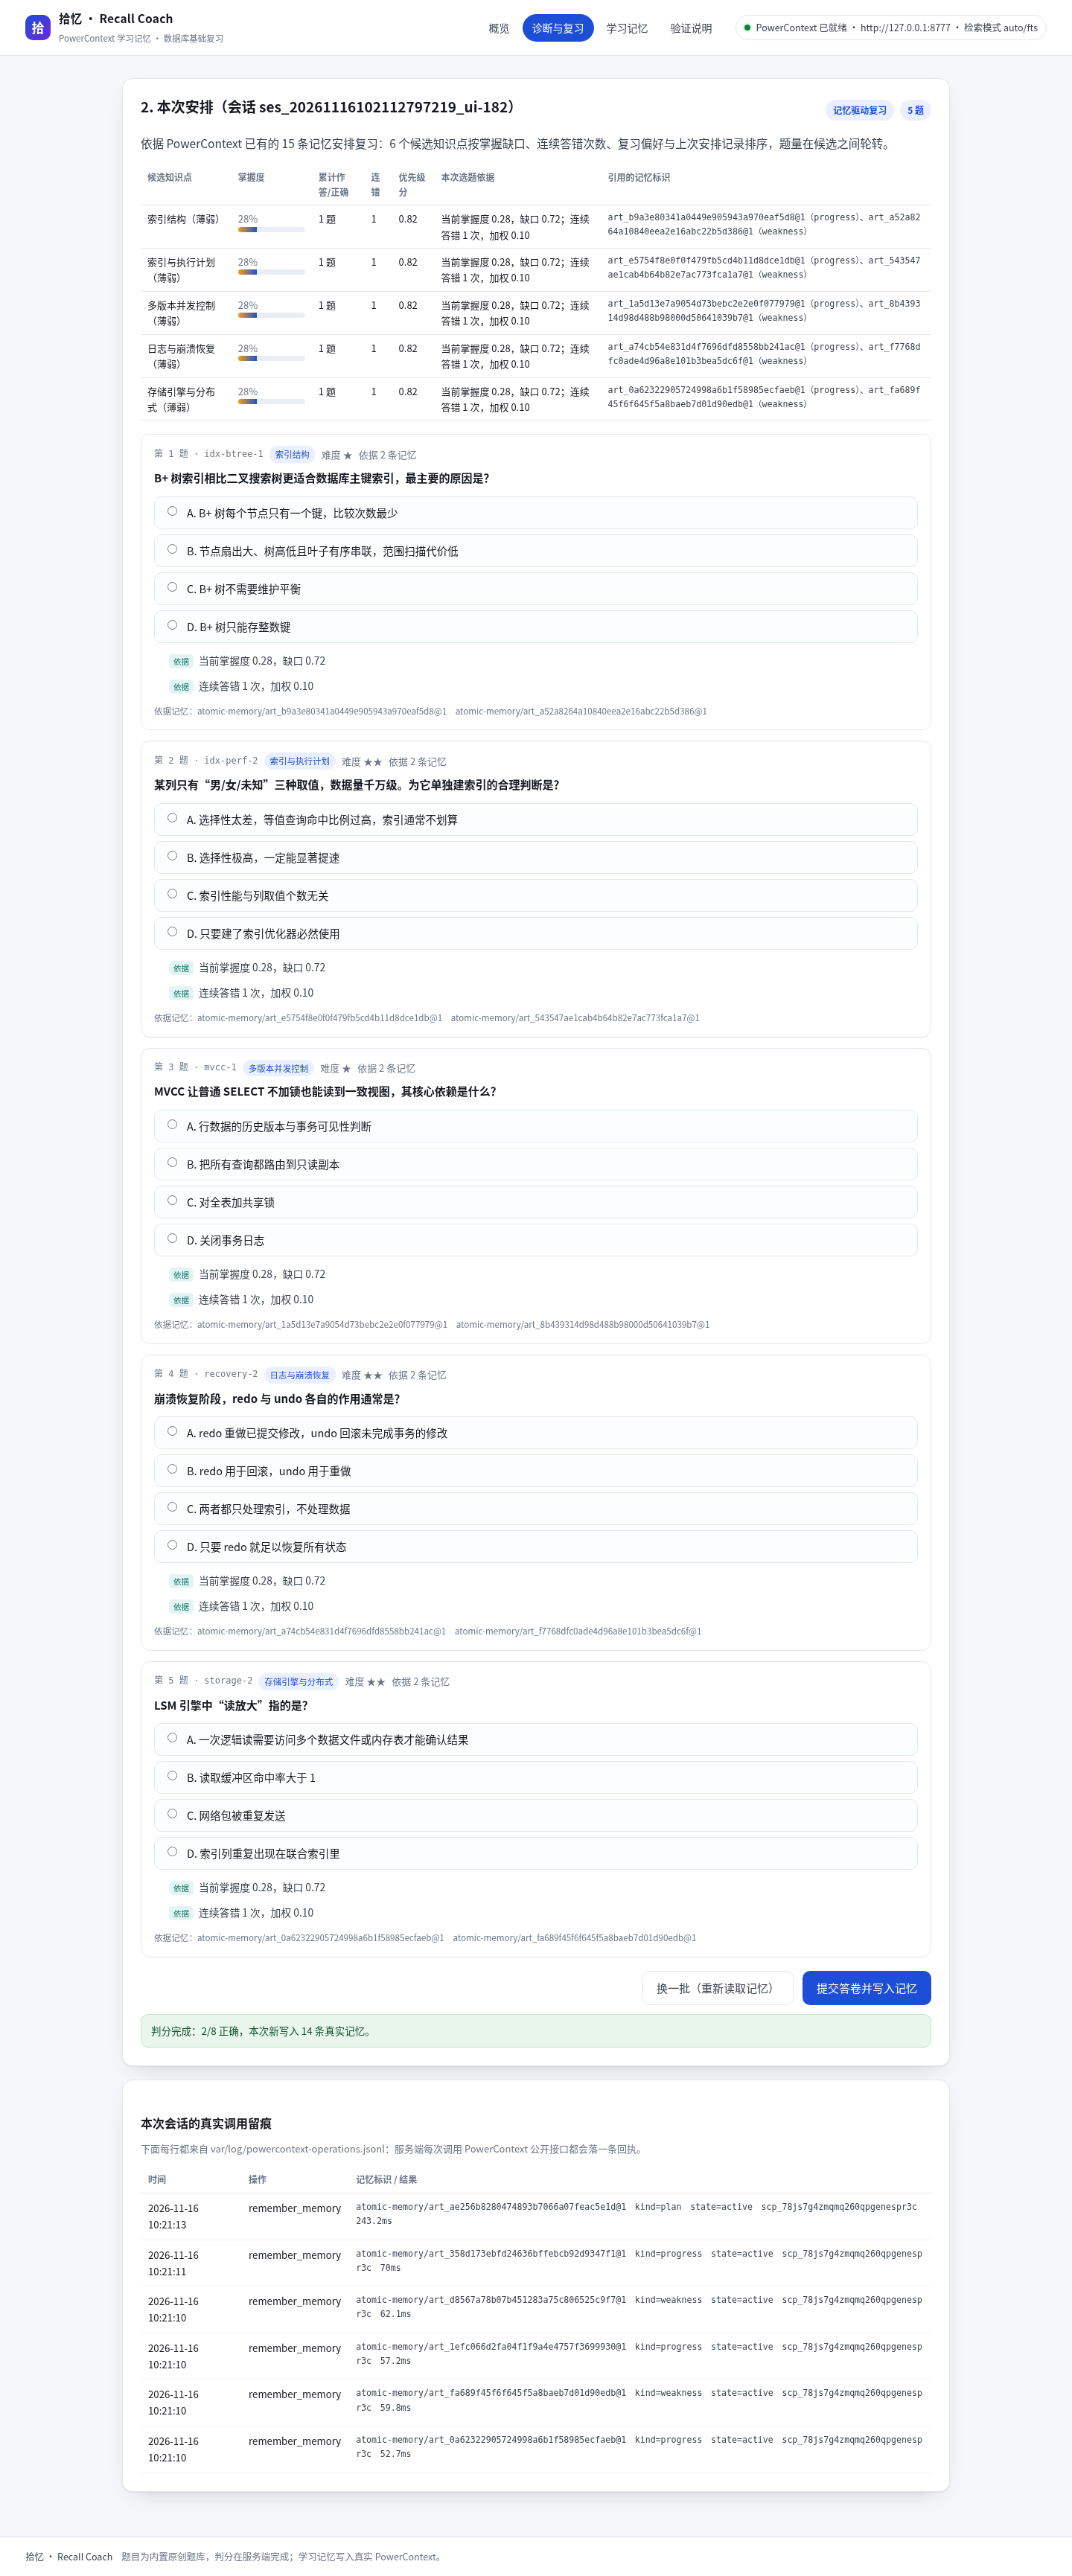 拾
拾忆 · Recall Coach
PowerContext 学习记忆 · 数据库基础复习
概览
诊断与复习
学习记忆
验证说明
PowerContext 已就绪 · http://127.0.0.1:8777 · 检索模式 auto/fts
2. 本次安排（会话 ses_20261116102112797219_ui-182）
记忆驱动复习
5 题
依据 PowerContext 已有的 15 条记忆安排复习：6 个候选知识点按掌握缺口、连续答错次数、复习偏好与上次安排记录排序，题量在候选之间轮转。
候选知识点 掌握度 累计作答/正确 连错 优先级分 本次选题依据 引用的记忆标识
索引结构（薄弱） 28% 1 题 1 0.82 当前掌握度 0.28，缺口 0.72；连续答错 1 次，加权 0.10 art_b9a3e80341a0449e905943a970eaf5d8@1（progress）、art_a52a8264a10840eea2e16abc22b5d386@1（weakness）
索引与执行计划（薄弱） 28% 1 题 1 0.82 当前掌握度 0.28，缺口 0.72；连续答错 1 次，加权 0.10 art_e5754f8e0f0f479fb5cd4b11d8dce1db@1（progress）、art_543547ae1cab4b64b82e7ac773fca1a7@1（weakness）
多版本并发控制（薄弱） 28% 1 题 1 0.82 当前掌握度 0.28，缺口 0.72；连续答错 1 次，加权 0.10 art_1a5d13e7a9054d73bebc2e2e0f077979@1（progress）、art_8b439314d98d488b98000d50641039b7@1（weakness）
日志与崩溃恢复（薄弱） 28% 1 题 1 0.82 当前掌握度 0.28，缺口 0.72；连续答错 1 次，加权 0.10 art_a74cb54e831d4f7696dfd8558bb241ac@1（progress）、art_f7768dfc0ade4d96a8e101b3bea5dc6f@1（weakness）
存储引擎与分布式（薄弱） 28% 1 题 1 0.82 当前掌握度 0.28，缺口 0.72；连续答错 1 次，加权 0.10 art_0a62322905724998a6b1f58985ecfaeb@1（progress）、art_fa689f45f6f645f5a8baeb7d01d90edb@1（weakness）
第 1 题 · idx-btree-1 索引结构 难度 ★ 依据 2 条记忆
B+ 树索引相比二叉搜索树更适合数据库主键索引，最主要的原因是？
A. B+ 树每个节点只有一个键，比较次数最少
B. 节点扇出大、树高低且叶子有序串联，范围扫描代价低
C. B+ 树不需要维护平衡
D. B+ 树只能存整数键
依据 当前掌握度 0.28，缺口 0.72
依据 连续答错 1 次，加权 0.10
依据记忆：atomic-memory/art_b9a3e80341a0449e905943a970eaf5d8@1 atomic-memory/art_a52a8264a10840eea2e16abc22b5d386@1
第 2 题 · idx-perf-2 索引与执行计划 难度 ★★ 依据 2 条记忆
某列只有“男/女/未知”三种取值，数据量千万级。为它单独建索引的合理判断是？
A. 选择性太差，等值查询命中比例过高，索引通常不划算
B. 选择性极高，一定能显著提速
C. 索引性能与列取值个数无关
D. 只要建了索引优化器必然使用
依据 当前掌握度 0.28，缺口 0.72
依据 连续答错 1 次，加权 0.10
依据记忆：atomic-memory/art_e5754f8e0f0f479fb5cd4b11d8dce1db@1 atomic-memory/art_543547ae1cab4b64b82e7ac773fca1a7@1
第 3 题 · mvcc-1 多版本并发控制 难度 ★ 依据 2 条记忆
MVCC 让普通 SELECT 不加锁也能读到一致视图，其核心依赖是什么？
A. 行数据的历史版本与事务可见性判断
B. 把所有查询都路由到只读副本
C. 对全表加共享锁
D. 关闭事务日志
依据 当前掌握度 0.28，缺口 0.72
依据 连续答错 1 次，加权 0.10
依据记忆：atomic-memory/art_1a5d13e7a9054d73bebc2e2e0f077979@1 atomic-memory/art_8b439314d98d488b98000d50641039b7@1
第 4 题 · recovery-2 日志与崩溃恢复 难度 ★★ 依据 2 条记忆
崩溃恢复阶段，redo 与 undo 各自的作用通常是？
A. redo 重做已提交修改，undo 回滚未完成事务的修改
B. redo 用于回滚，undo 用于重做
C. 两者都只处理索引，不处理数据
D. 只要 redo 就足以恢复所有状态
依据 当前掌握度 0.28，缺口 0.72
依据 连续答错 1 次，加权 0.10
依据记忆：atomic-memory/art_a74cb54e831d4f7696dfd8558bb241ac@1 atomic-memory/art_f7768dfc0ade4d96a8e101b3bea5dc6f@1
第 5 题 · storage-2 存储引擎与分布式 难度 ★★ 依据 2 条记忆
LSM 引擎中“读放大”指的是？
A. 一次逻辑读需要访问多个数据文件或内存表才能确认结果
B. 读取缓冲区命中率大于 1
C. 网络包被重复发送
D. 索引列重复出现在联合索引里
依据 当前掌握度 0.28，缺口 0.72
依据 连续答错 1 次，加权 0.10
依据记忆：atomic-memory/art_0a62322905724998a6b1f58985ecfaeb@1 atomic-memory/art_fa689f45f6f645f5a8baeb7d01d90edb@1
换一批（重新读取记忆）
提交答卷并写入记忆
判分完成：2/8 正确，本次新写入 14 条真实记忆。
本次会话的真实调用留痕
下面每行都来自 var/log/powercontext-operations.jsonl：服务端每次调用 PowerContext 公开接口都会落一条回执。
时间 操作 记忆标识 / 结果
2026-11-16 10:21:13 remember_memory atomic-memory/art_ae256b8280474893b7066a07feac5e1d@1 kind=plan state=active scp_78js7g4zmqmq260qpgenespr3c 243.2ms
2026-11-16 10:21:11 remember_memory atomic-memory/art_358d173ebfd24636bffebcb92d9347f1@1 kind=progress state=active scp_78js7g4zmqmq260qpgenespr3c 70ms
2026-11-16 10:21:10 remember_memory atomic-memory/art_d8567a78b07b451283a75c806525c9f7@1 kind=weakness state=active scp_78js7g4zmqmq260qpgenespr3c 62.1ms
2026-11-16 10:21:10 remember_memory atomic-memory/art_1efc066d2fa04f1f9a4e4757f3699930@1 kind=progress state=active scp_78js7g4zmqmq260qpgenespr3c 57.2ms
2026-11-16 10:21:10 remember_memory atomic-memory/art_fa689f45f6f645f5a8baeb7d01d90edb@1 kind=weakness state=active scp_78js7g4zmqmq260qpgenespr3c 59.8ms
2026-11-16 10:21:10 remember_memory atomic-memory/art_0a62322905724998a6b1f58985ecfaeb@1 kind=progress state=active scp_78js7g4zmqmq260qpgenespr3c 52.7ms
拾忆 · Recall Coach 题目为内置原创题库，判分在服务端完成；学习记忆写入真实 PowerContext。